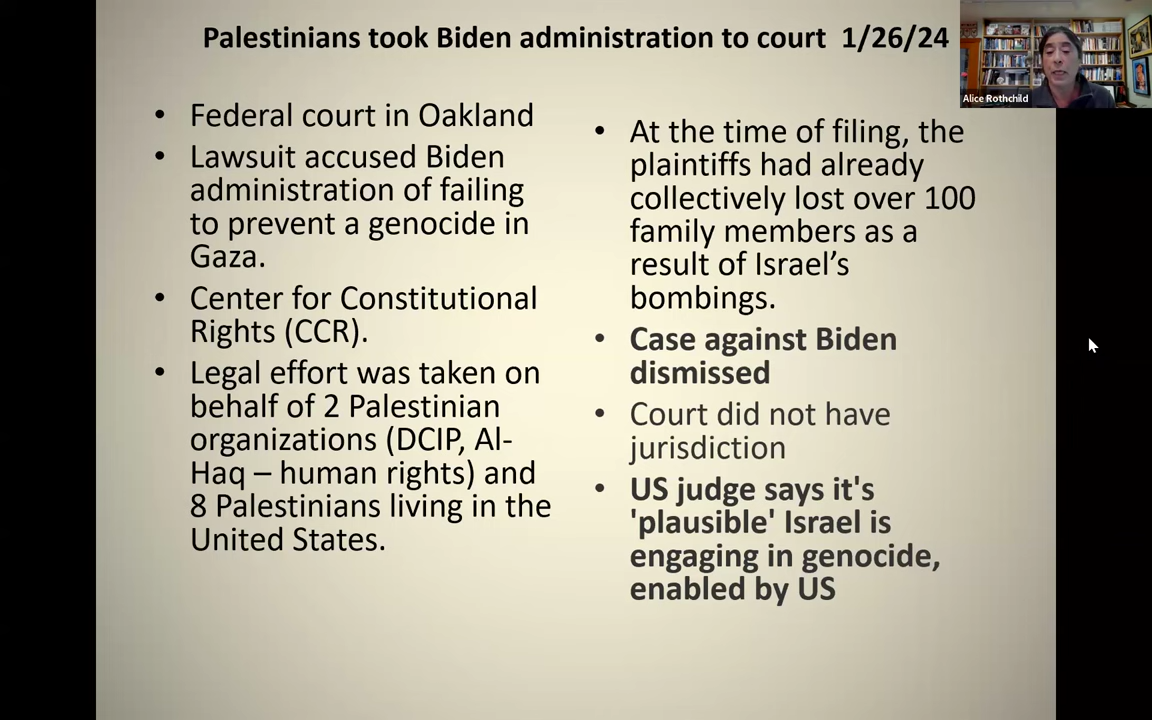 Palestinians took Biden administration to court 1/26/24
Alice Rothchild
• Federal court in Oakland
• Lawsuit accused Biden
administration of failing
to prevent a genocide in
Gaza.
• Center for Constitutional
Rights (CCR).
• Legal effort was taken on
behalf of 2 Palestinian
organizations (DCIP, Al-
Haq – human rights) and
8 Palestinians living in the
United States.
• At the time of filing, the
plaintiffs had already
collectively lost over 100
family members as a
result of Israel’s
bombings.
• Case against Biden
dismissed
• Court did not have
jurisdiction
• US judge says it's
'plausible' Israel is
engaging in genocide,
enabled by US